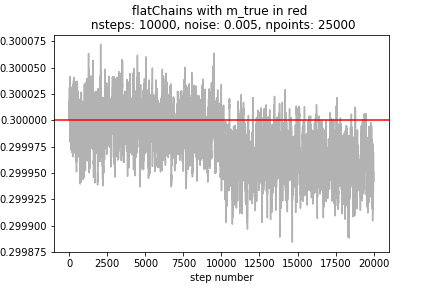 flatChains with m_true in red
nsteps: 10000, noise: 0.005, npoints: 25000
0.300075
0.300050
0.300025
0.300000
0.299975
0.299950
0.299925
0.299900
0.299875
0 2500 5000 7500 10000 12500 15000 17500 20000
step number